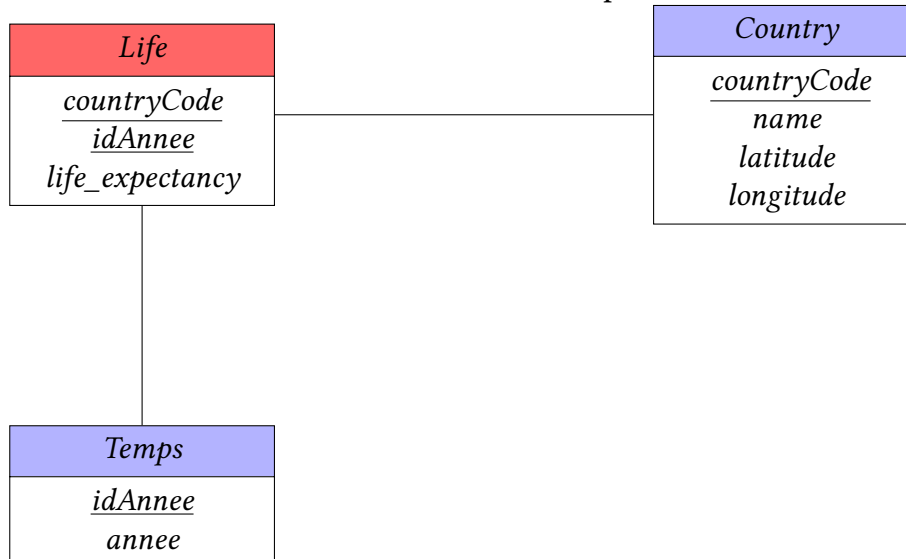 Life
countryCode
idAnnee
life_expectancy
Country
countryCode
name
latitude
longitude
Temps
idAnnee
annee